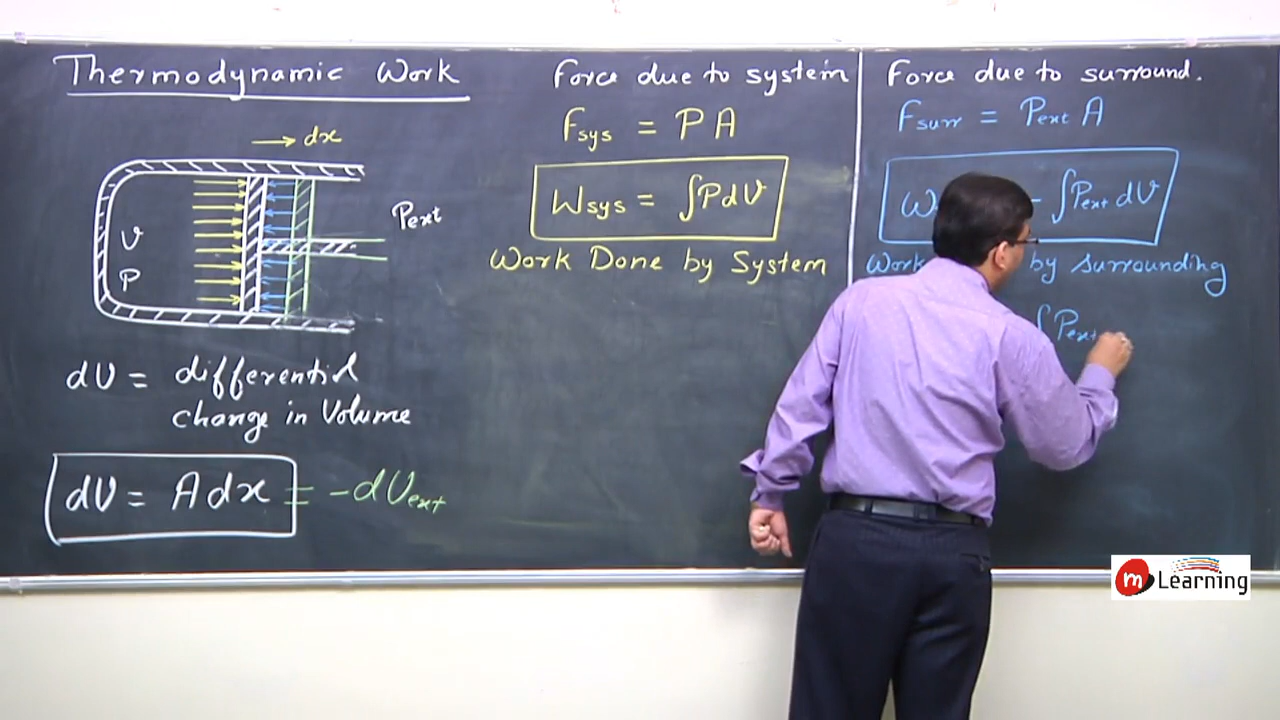 Thermodynamic Work
dx
Pext
V
P
dV = differential
change in Volume
dV = A dx = -dVext
Force due to system
Fsys = P A
Wsys = ∫PdV
Work Done by System
Force due to surround.
Fsurr = Pext A
W - ∫Pext dV
Work by surrounding
∫ Pext
m Learning